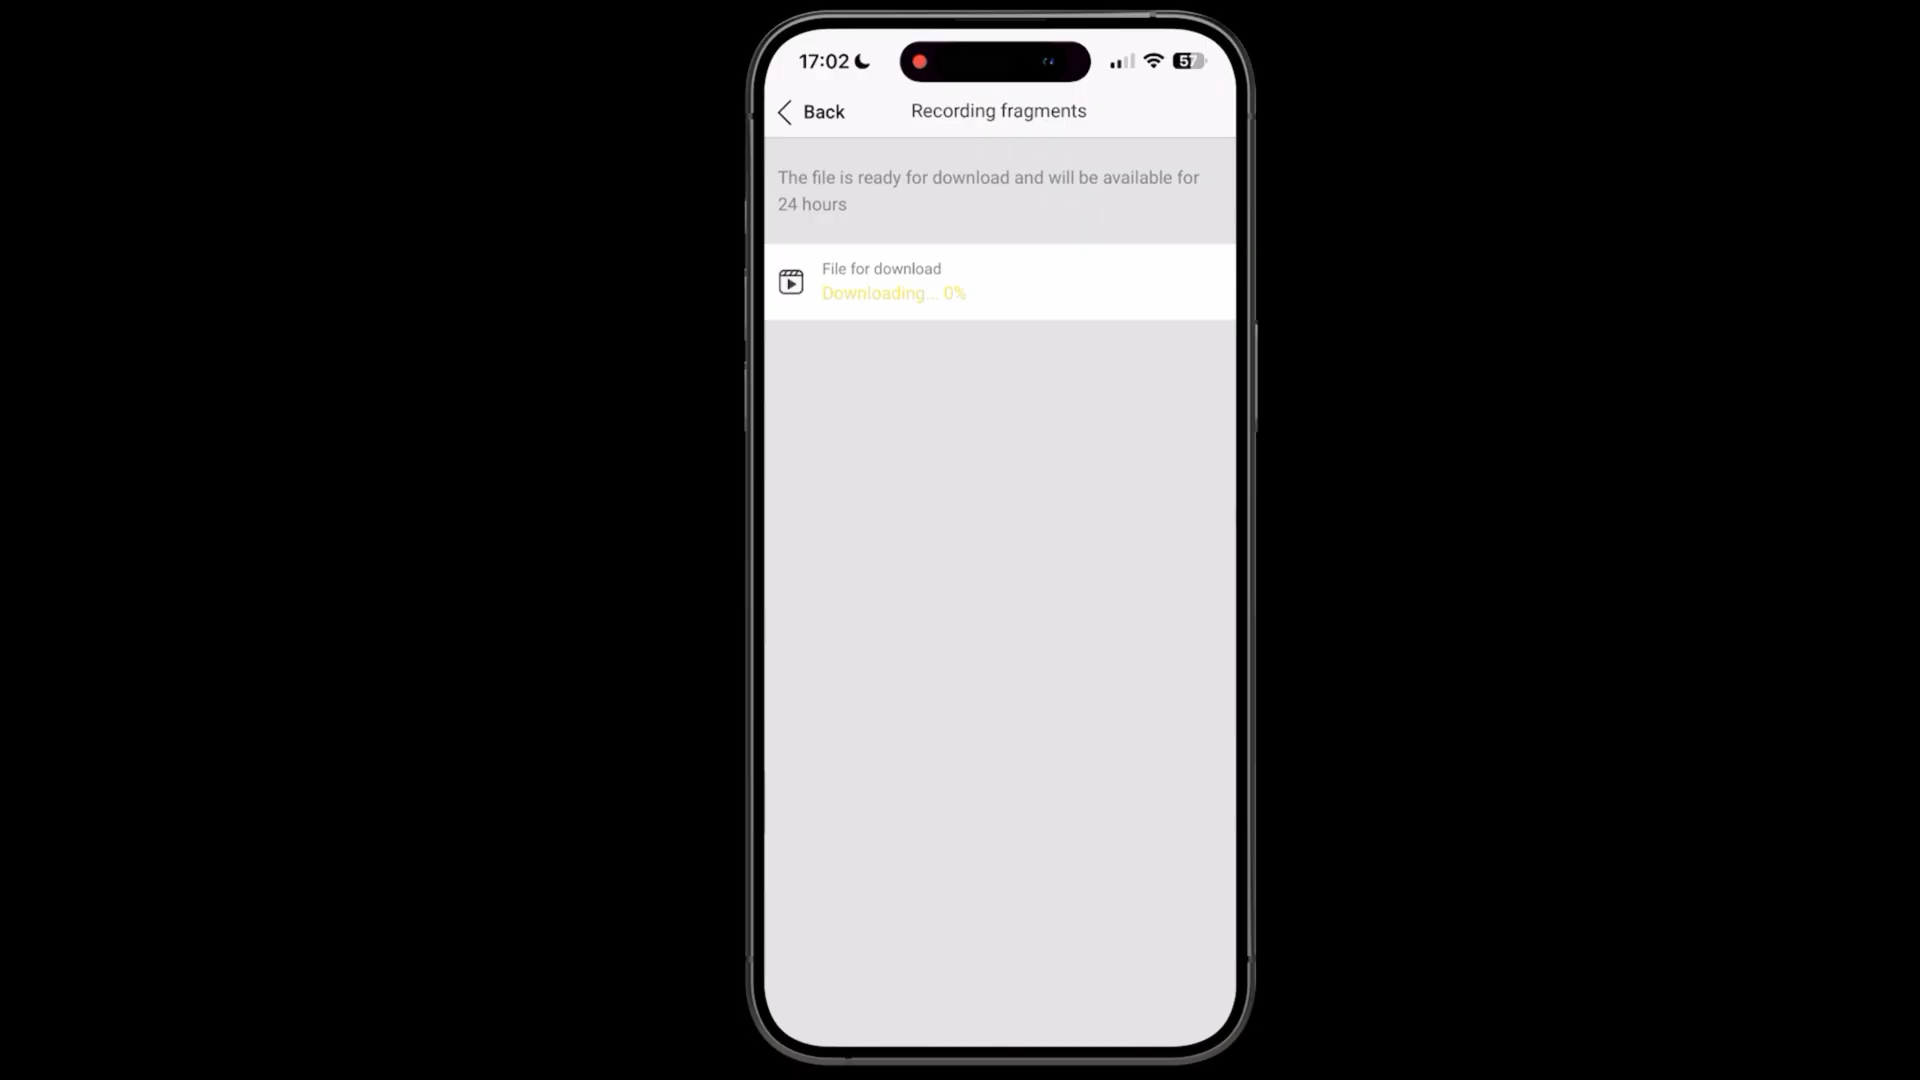 17:02
57
Back
Recording fragments
The file is ready for download and will be available for
24 hours
File for download
Downloading... 0%